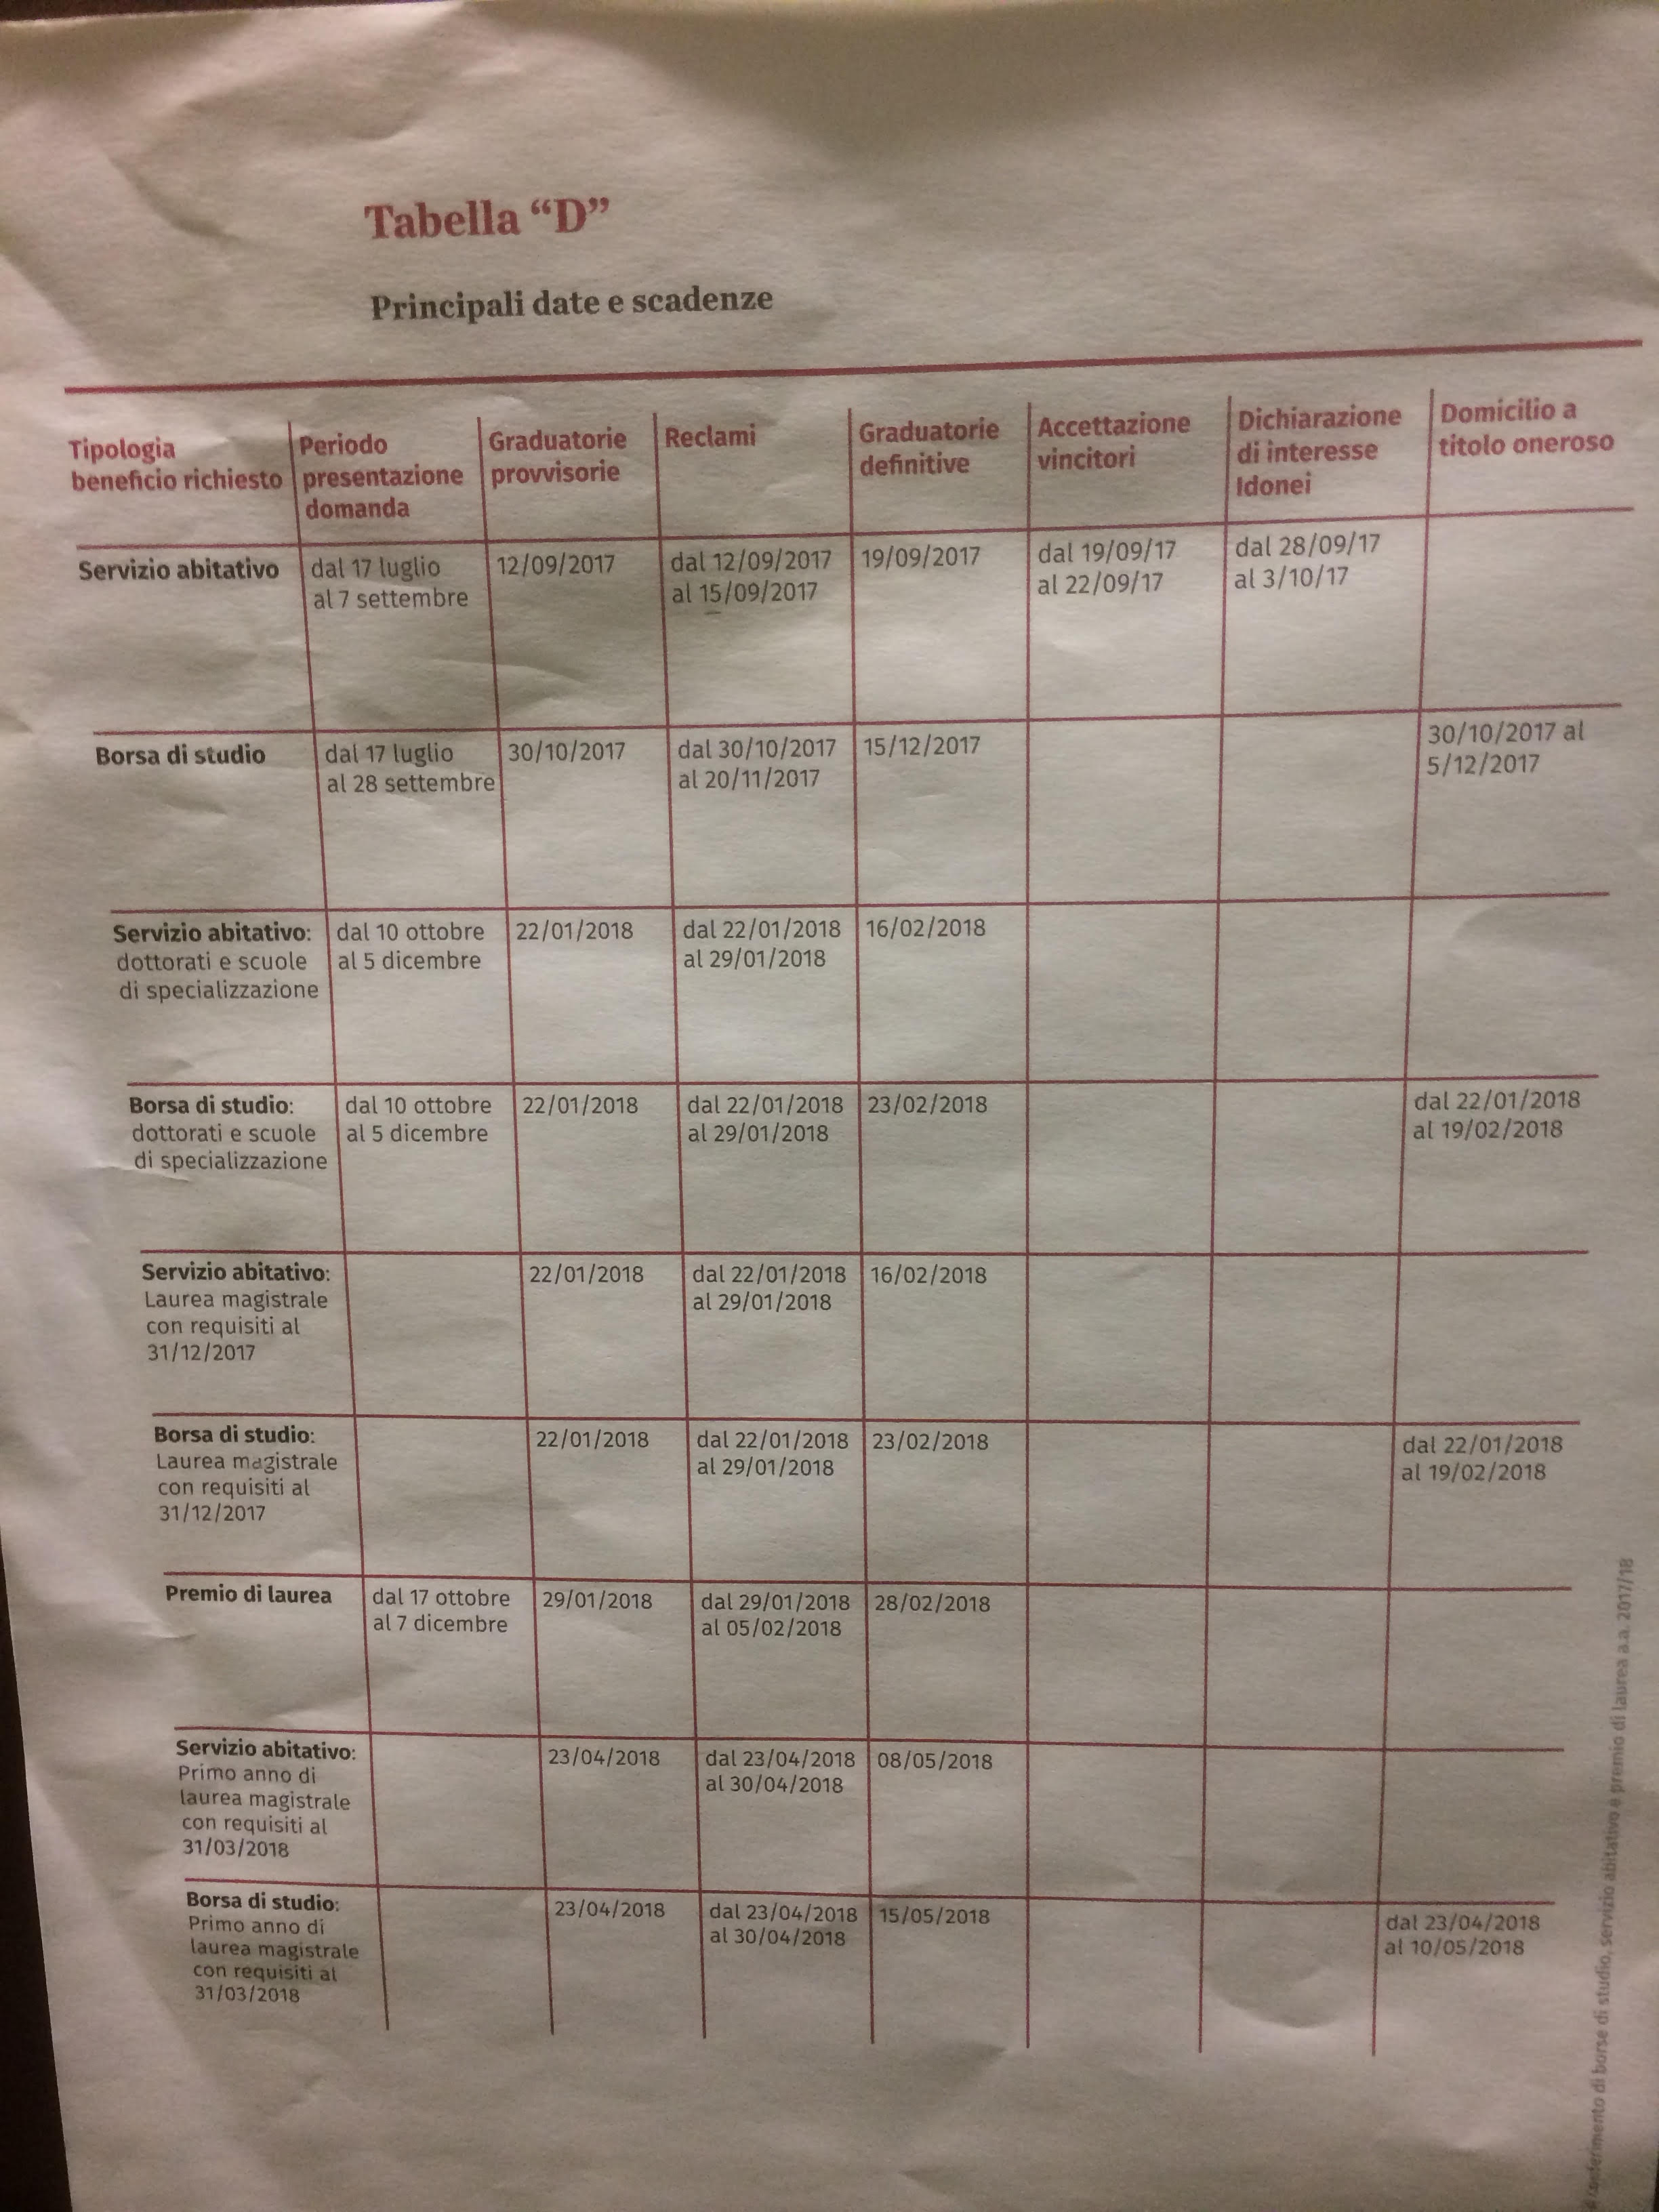 Tabella “D”
Principali date e scadenze
Tipologia
beneficio richiesto
Periodo
presentazione
domanda
Graduatorie
provvisorie
Reclami
Graduatorie
definitive
Accettazione
vincitori
Dichiarazione
di interesse
Idonei
Domicilio a
titolo oneroso
Servizio abitativo
dal 17 luglio
al 7 settembre
12/09/2017
dal 12/09/2017
al 15/09/2017
19/09/2017
dal 19/09/17
al 22/09/17
dal 28/09/17
al 3/10/17
Borsa di studio
dal 17 luglio
al 28 settembre
30/10/2017
dal 30/10/2017
al 20/11/2017
15/12/2017
30/10/2017 al
5/12/2017
Servizio abitativo:
dottorati e scuole
di specializzazione
dal 10 ottobre
al 5 dicembre
22/01/2018
dal 22/01/2018
al 29/01/2018
16/02/2018
Borsa di studio:
dottorati e scuole
di specializzazione
dal 10 ottobre
al 5 dicembre
22/01/2018
dal 22/01/2018
al 29/01/2018
23/02/2018
dal 22/01/2018
al 19/02/2018
Servizio abitativo:
Laurea magistrale
con requisiti al
31/12/2017
22/01/2018
dal 22/01/2018
al 29/01/2018
16/02/2018
Borsa di studio:
Laurea magistrale
con requisiti al
31/12/2017
22/01/2018
dal 22/01/2018
al 29/01/2018
23/02/2018
dal 22/01/2018
al 19/02/2018
Premio di laurea
dal 17 ottobre
al 7 dicembre
29/01/2018
dal 29/01/2018
al 05/02/2018
28/02/2018
Servizio abitativo:
Primo anno di
laurea magistrale
con requisiti al
31/03/2018
23/04/2018
dal 23/04/2018
al 30/04/2018
08/05/2018
Borsa di studio:
Primo anno di
laurea magistrale
con requisiti al
31/03/2018
23/04/2018
dal 23/04/2018
al 30/04/2018
15/05/2018
dal 23/04/2018
al 10/05/2018
di borse di studio, servizio abitativo e premio di laurea a.a. 2017/18